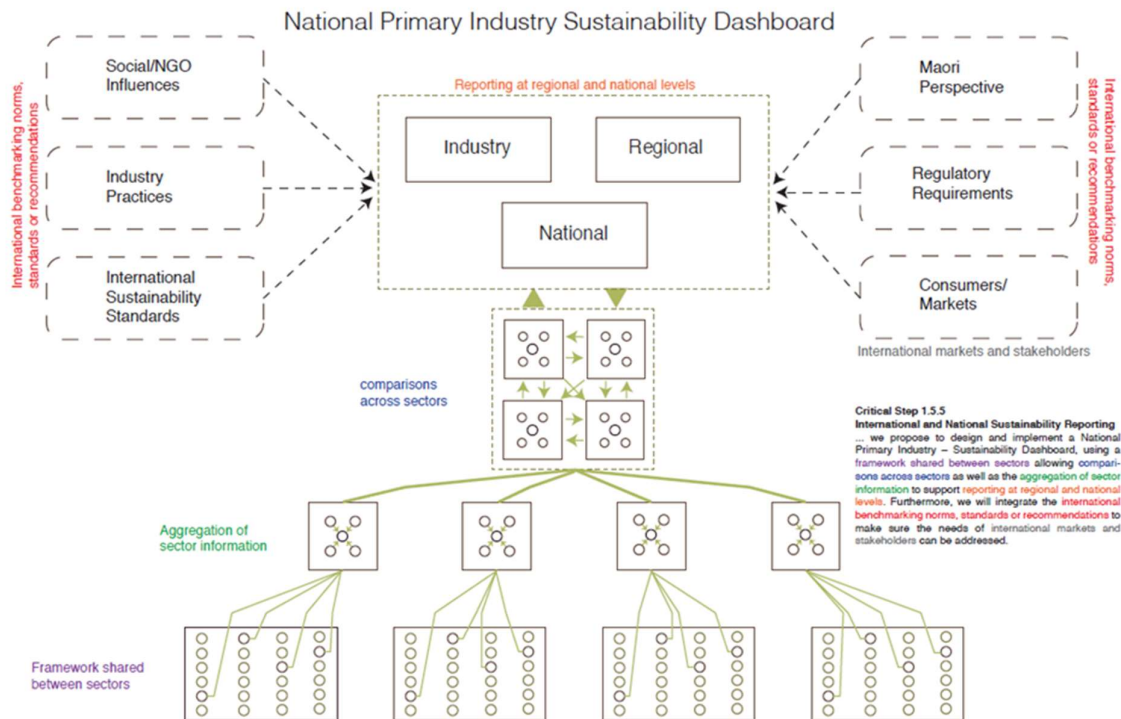 National Primary Industry Sustainability Dashboard
Social/NGO
Influences
Industry
Practices
International
Sustainability
Standards
International benchmarking norms,
standards or recommendations
Reporting at regional and national levels
Industry
Regional
National
Maori
Perspective
Regulatory
Requirements
Consumers/
Markets
International benchmarking norms,
standards or recommendations
International markets and stakeholders
comparisons
across sectors
Critical Step 1.5.5
International and National Sustainability Reporting
... we propose to design and implement a National
Primary Industry – Sustainability Dashboard, using a
framework shared between sectors allowing compari-
sons across sectors as well as the aggregation of sector
information to support reporting at regional and national
levels. Furthermore, we will integrate the international
benchmarking norms, standards or recommendations to
make sure the needs of international markets and
stakeholders can be addressed.
Aggregation of
sector information
Framework shared
between sectors